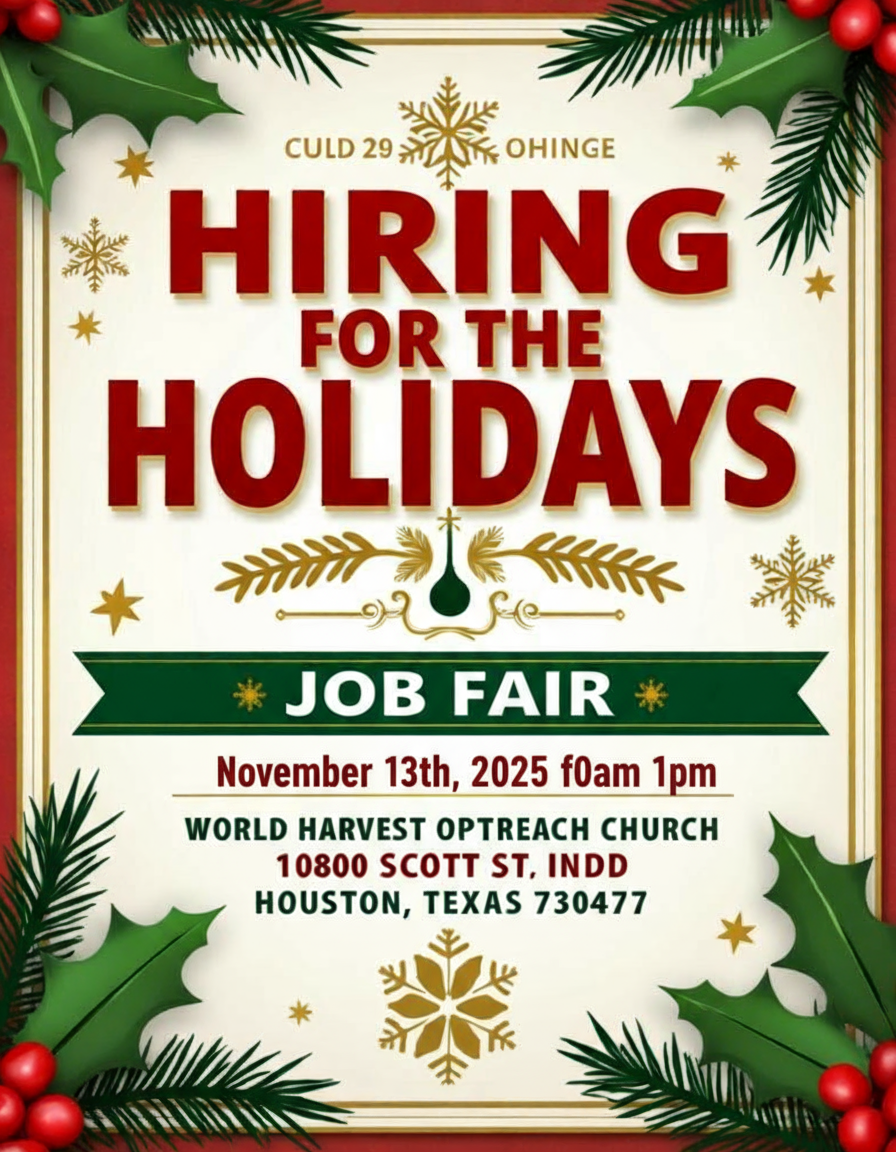 CULD 29 OHINGE
HIRING
FOR THE
HOLIDAYS
JOB FAIR
November 13th, 2025 f0am 1pm
WORLD HARVEST OPTREACH CHURCH
10800 SCOTT ST, INDD
HOUSTON, TEXAS 730477